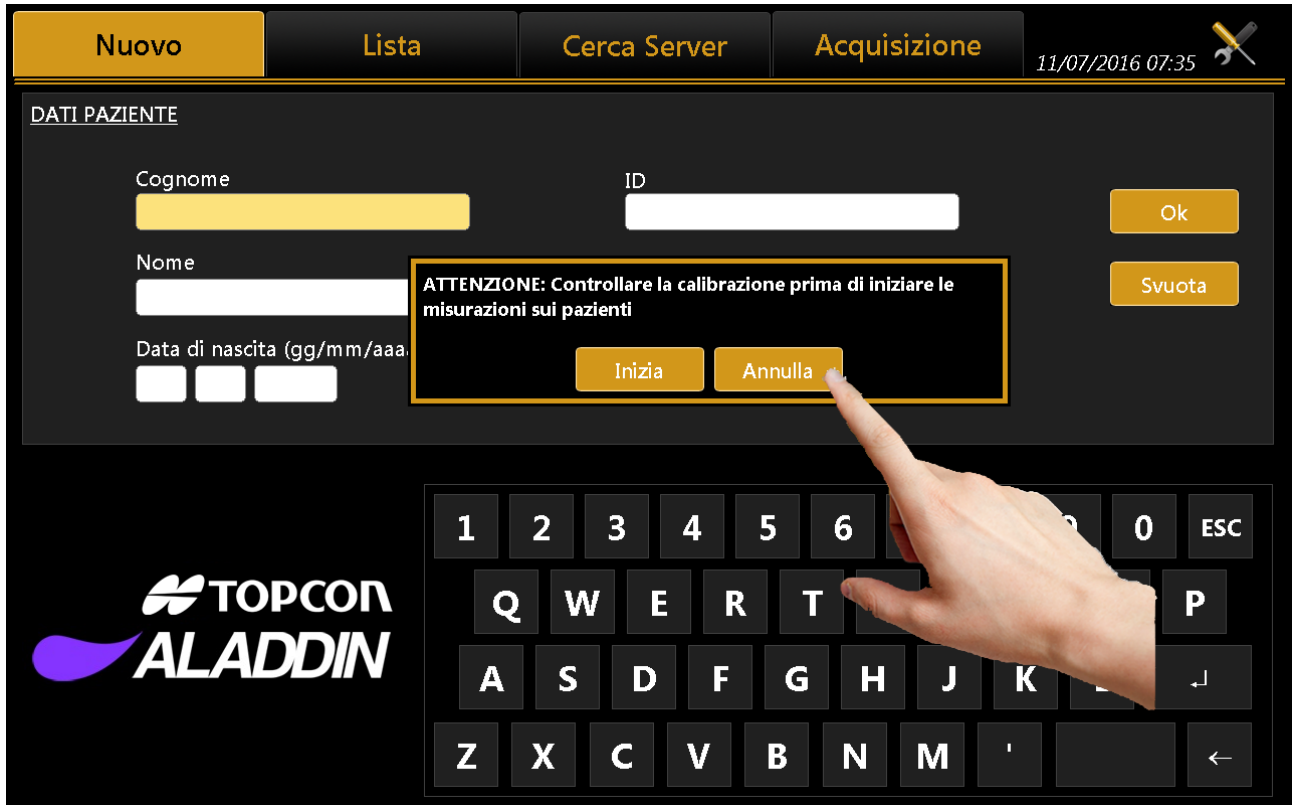 Nuovo
Lista
Cerca Server
Acquisizione
11/07/2016 07:35
DATI PAZIENTE
Cognome
ID
Ok
Nome
Svuota
ATTENZIONE: Controllare la calibrazione prima di iniziare le
misurazioni sui pazienti
Data di nascita (gg/mm/aaa
Inizia
Annulla
1 2 3 4 5 6 0 ESC
Q W E R T P
A S D F G H J K
Z X C V B N M '
TOPCON
ALADDIN